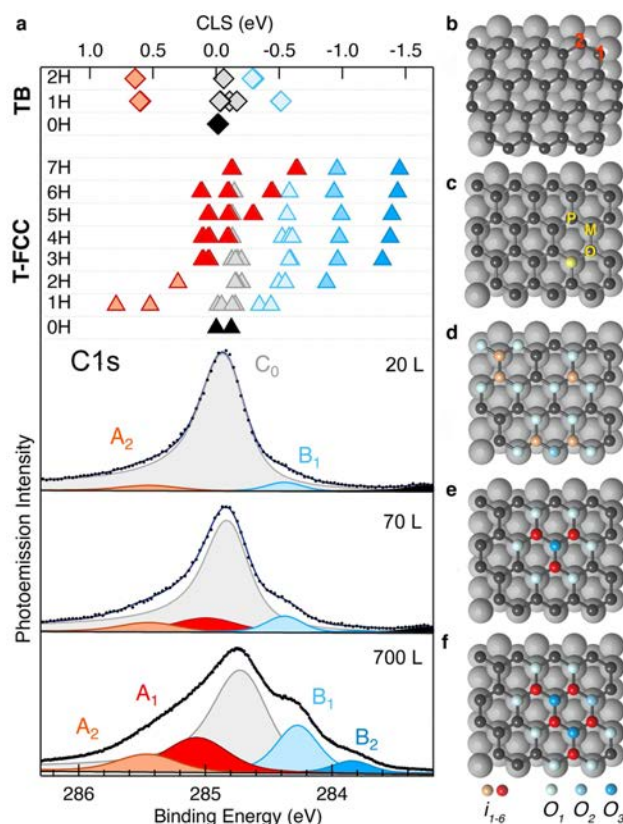 a
CLS (eV)
1.0 0.5 0.0 -0.5 -1.0 -1.5
TB
2H
1H
0H
T-FCC
7H
6H
5H
4H
3H
2H
1H
0H
C1s
20 L
C₀
A₂
B₁
70 L
700 L
A₁
A₂
B₁
B₂
Photoemission Intensity
286 285 284
Binding Energy (eV)
b
2 1
c
P
M
O
d
e
f
i₁₋₆ O₁ O₂ O₃